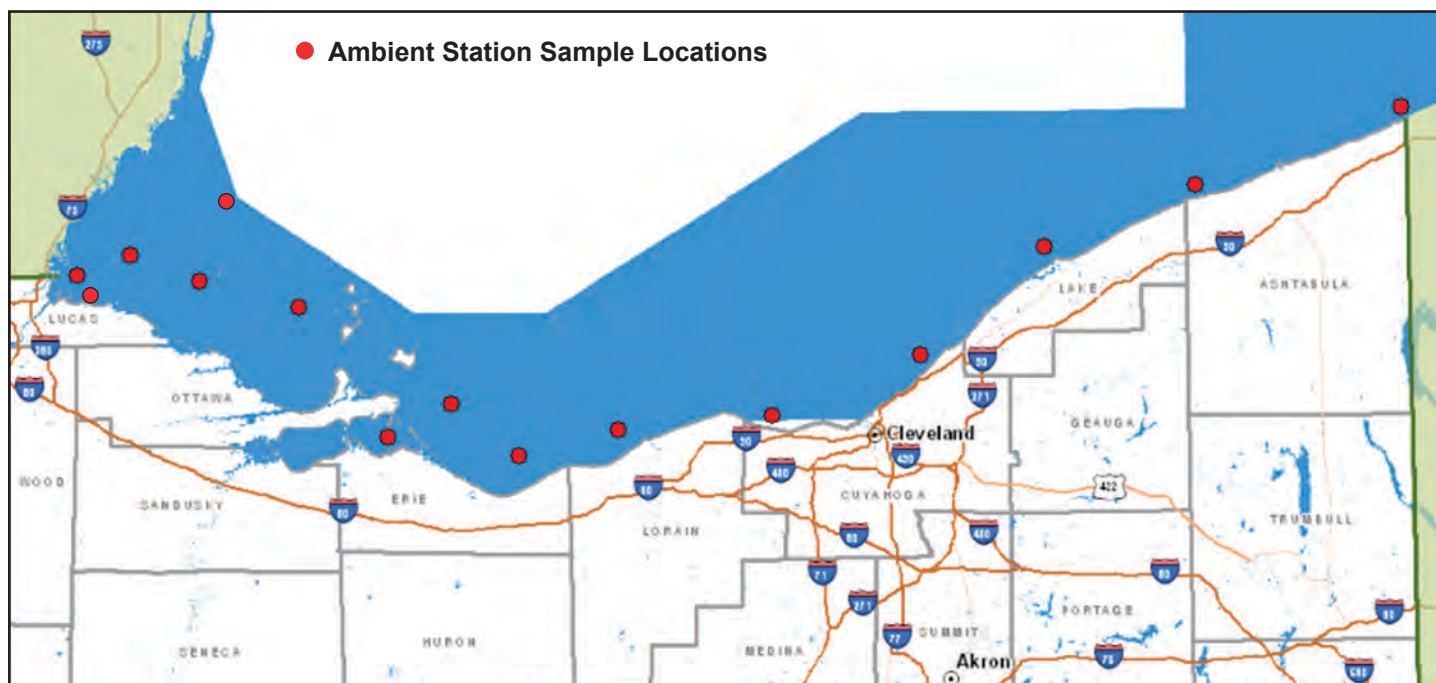 275
Ambient Station Sample Locations
75
LUCAS
280
80
OTTAWA
WOOD
SANDUSKY
80
ERIE
SENECA
HURON
90
80
LORAIN
480
Cleveland
CUYAHOGA
80
71
271
77
MEDINA
SUMMIT
Akron
90
271
480
LAKE
GEAUGA
422
90
ASHTABULA
TRUMBULL
80
PORTAGE
76
80
680